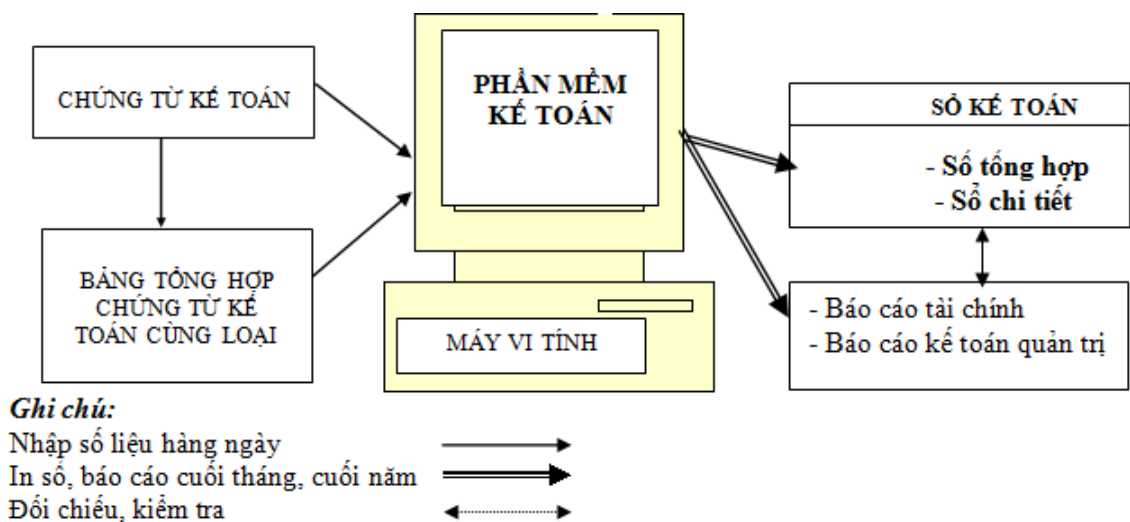 CHỨNG TỪ KẾ TOÁN
BẢNG TỔNG HỢP
CHỨNG TỪ KẾ
TOÁN CÙNG LOẠI
PHẦN MỀM
KẾ TOÁN
MÁY VI TÍNH
SỔ KẾ TOÁN
- Số tổng hợp
- Sổ chi tiết
- Báo cáo tài chính
- Báo cáo kế toán quản trị
Ghi chú:
Nhập số liệu hàng ngày
In sổ, báo cáo cuối tháng, cuối năm
Đối chiếu, kiểm tra